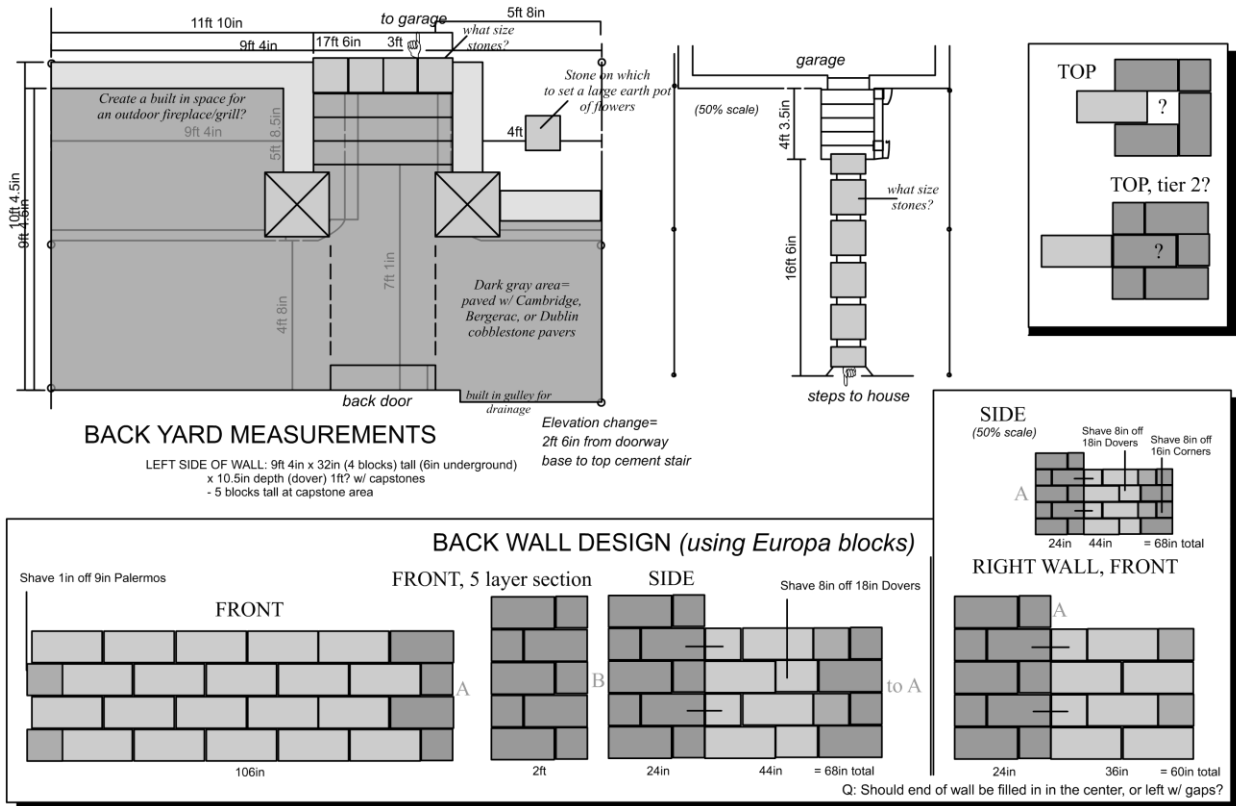 11ft 10in
to garage
5ft 8in
9ft 4in
17ft 6in
3ft
what size
stones?
Create a built in space for
an outdoor fireplace/grill?
9ft 4in
5ft 8.5in
Stone on which
to set a large earth pot
of flowers
4ft
10ft 4.5in
9ft 4.5in
7ft 1in
4ft 8in
Dark gray area=
paved w/ Cambridge,
Bergerac, or Dublin
cobblestone pavers
back door
built in gulley for
drainage
BACK YARD MEASUREMENTS
LEFT SIDE OF WALL: 9ft 4in x 32in (4 blocks) tall (6in underground)
x 10.5in depth (dover) 1ft? w/ capstones
- 5 blocks tall at capstone area
Elevation change=
2ft 6in from doorway
base to top cement stair
garage
(50% scale)
4ft 3.5in
what size
stones?
16ft 6in
steps to house
TOP
?
TOP, tier 2?
?
SIDE
(50% scale)
Shave 8in off
18in Dovers
Shave 8in off
16in Corners
A
24in
44in
= 68in total
RIGHT WALL, FRONT
A
24in
36in
= 60in total
BACK WALL DESIGN (using Europa blocks)
Shave 1in off 9in Palermos
FRONT
A
106in
FRONT, 5 layer section
B
2ft
SIDE
Shave 8in off 18in Dovers
to A
24in
44in
= 68in total
Q: Should end of wall be filled in in the center, or left w/ gaps?